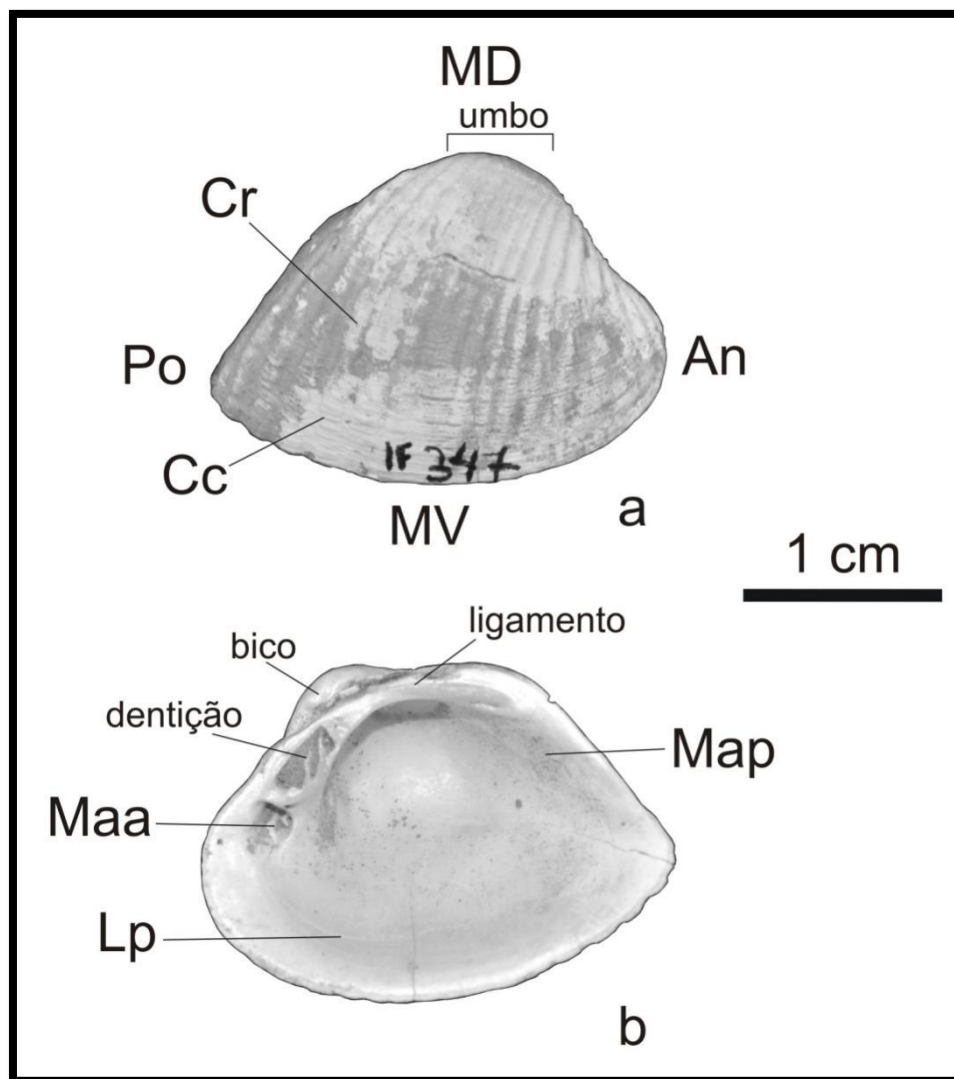 MD
umbo
Cr
Po
An
Cc
IF 347
MV
a
1 cm
ligamento
bico
dentição
Map
Maa
Lp
b